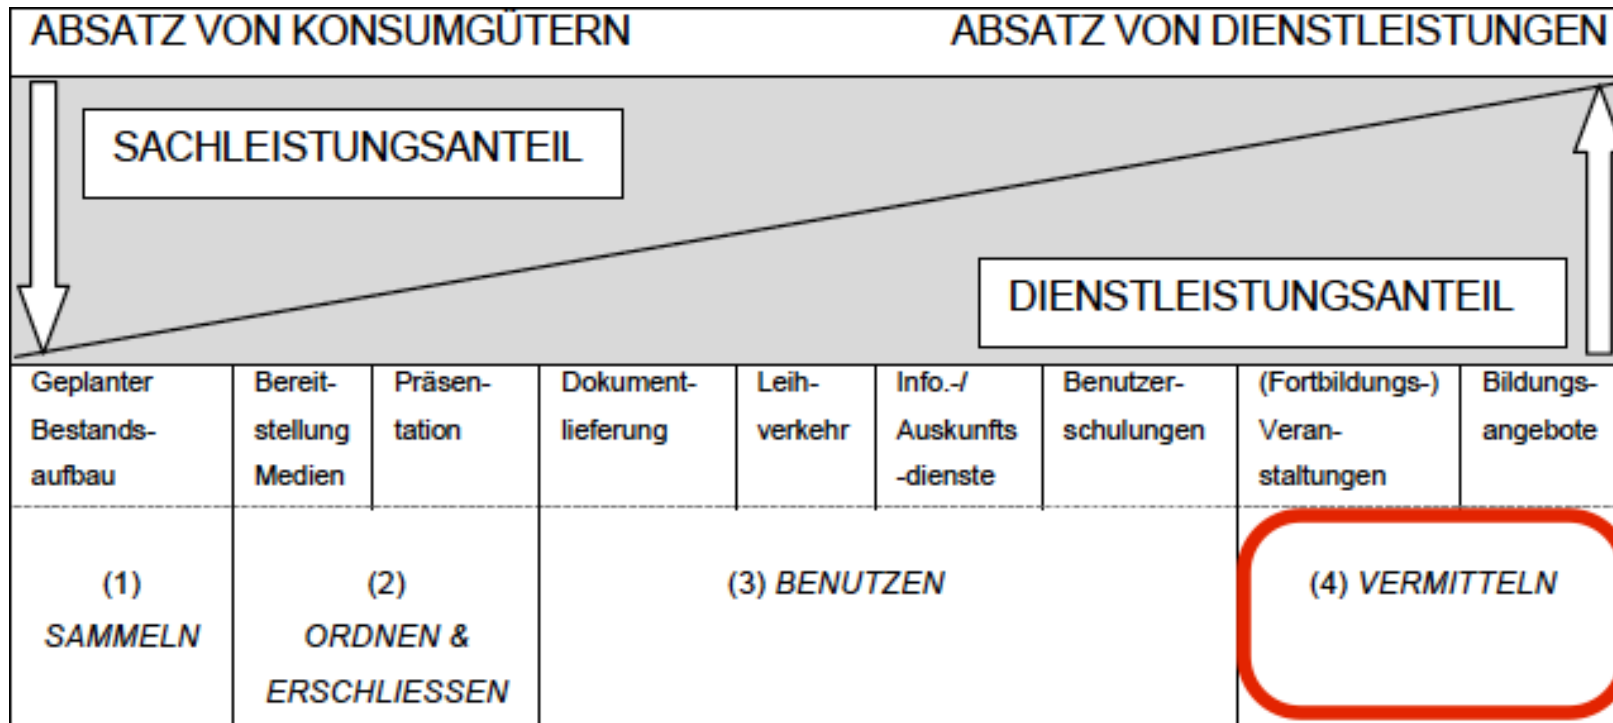 ABSATZ VON KONSUMGÜTERN
ABSATZ VON DIENSTLEISTUNGEN
SACHLEISTUNGSANTEIL
DIENSTLEISTUNGSANTEIL
Geplanter
Bestands-
aufbau
Bereit-
stellung
Medien
Präsen-
tation
Dokument-
lieferung
Leih-
verkehr
Info.-/
Auskunfts
-dienste
Benutzer-
schulungen
(Fortbildungs-)
Veran-
staltungen
Bildungs-
angebote
(1)
SAMMELN
(2)
ORDNEN &
ERSCHLIESSEN
(3) BENUTZEN
(4) VERMITTELN